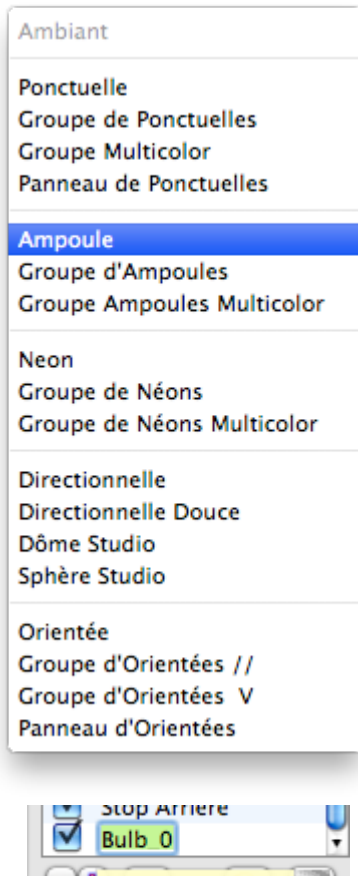 Ambiant
Ponctuelle
Groupe de Ponctuelles
Groupe Multicolor
Panneau de Ponctuelles
Ampoule
Groupe d'Ampoules
Groupe Ampoules Multicolor
Neon
Groupe de Néons
Groupe de Néons Multicolor
Directionnelle
Directionnelle Douce
Dôme Studio
Sphère Studio
Orientée
Groupe d'Orientées //
Groupe d'Orientées V
Panneau d'Orientées
Stop Arrière
Bulb_0